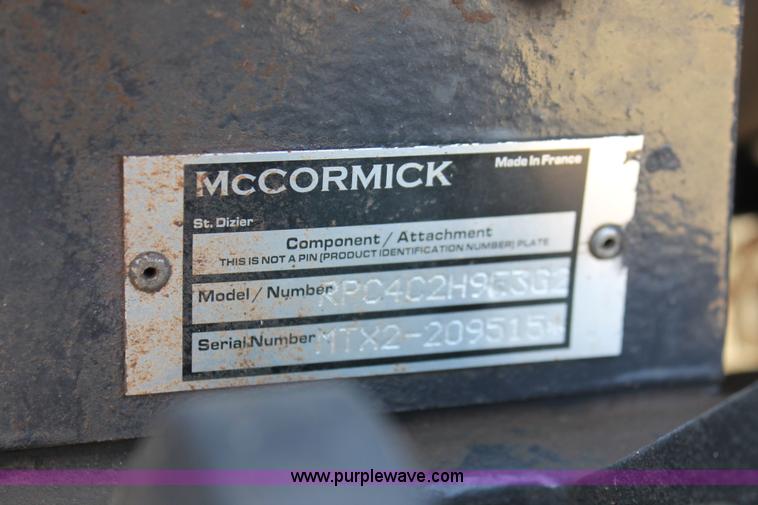 McCORMICK
Made in France
St. Dizier
Component / Attachment
THIS IS NOT A PIN (PRODUCT IDENTIFICATION NUMBER) PLATE
Model / Number RPC4C2H9E3G2
Serial Number MTX2-209515*
www.purplewave.com